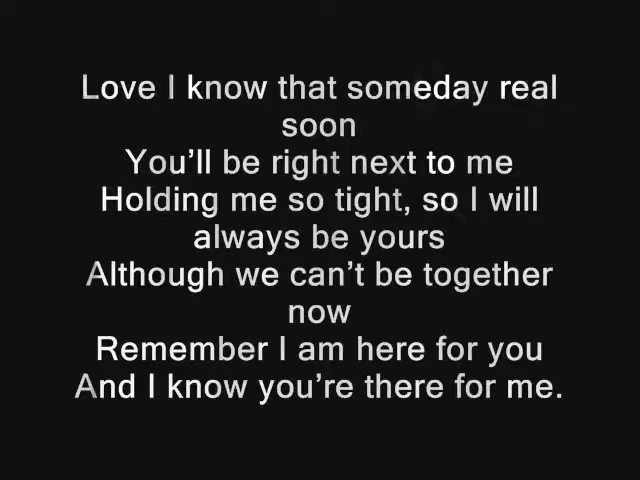 Love I know that someday real
soon
You'll be right next to me
Holding me so tight, so I will
always be yours
Although we can't be together
now
Remember I am here for you
And I know you're there for me.